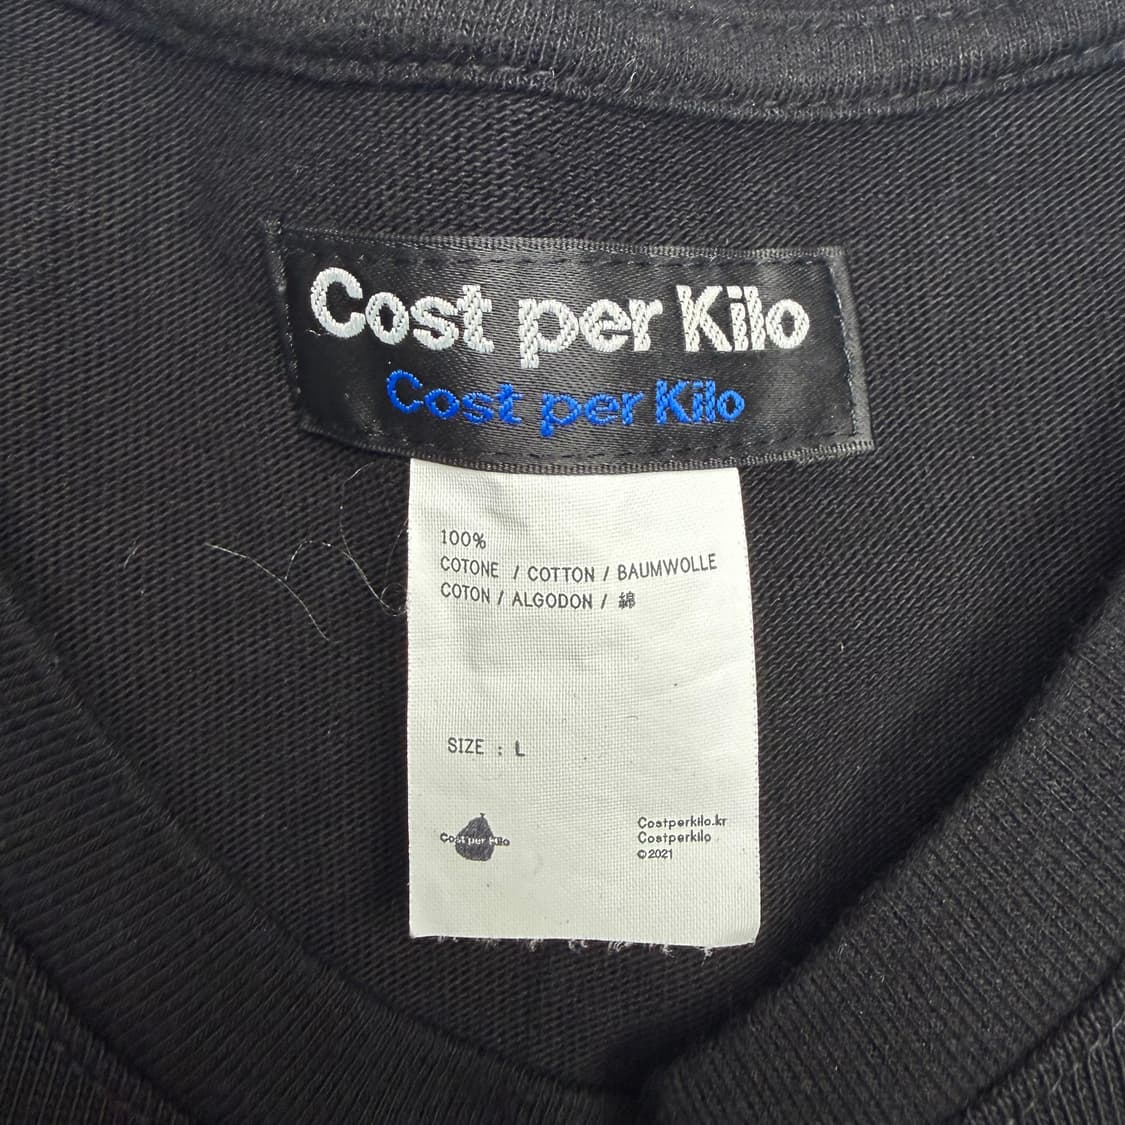 Cost per Kilo
Cost per Kilo
100%
COTONE / COTTON / BAUMWOLLE
COTON / ALGODON / 綿
SIZE : L
Cost per Kilo
Costperkilo.kr
Costperkilo
©2021